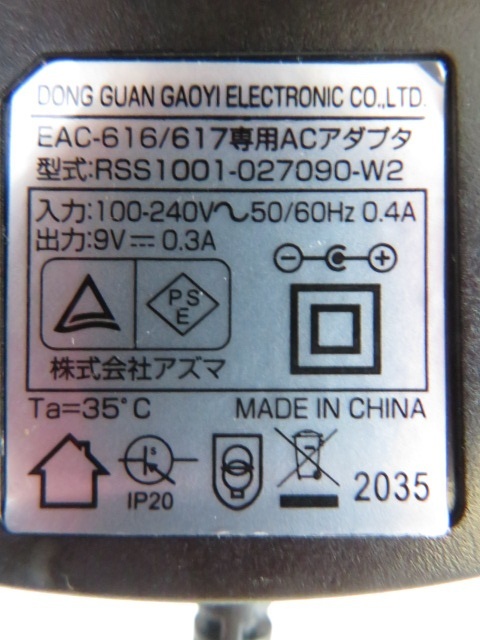 DONG GUAN GAOYI ELECTRONIC CO.,LTD.
EAC-616/617専用ACアダプタ
型式:RSS1001-027090-W2
入力:100-240V～50/60Hz 0.4A
出力:9V⎓0.3A
PS
E
株式会社アズマ
Ta=35°C MADE IN CHINA
IP20
2035